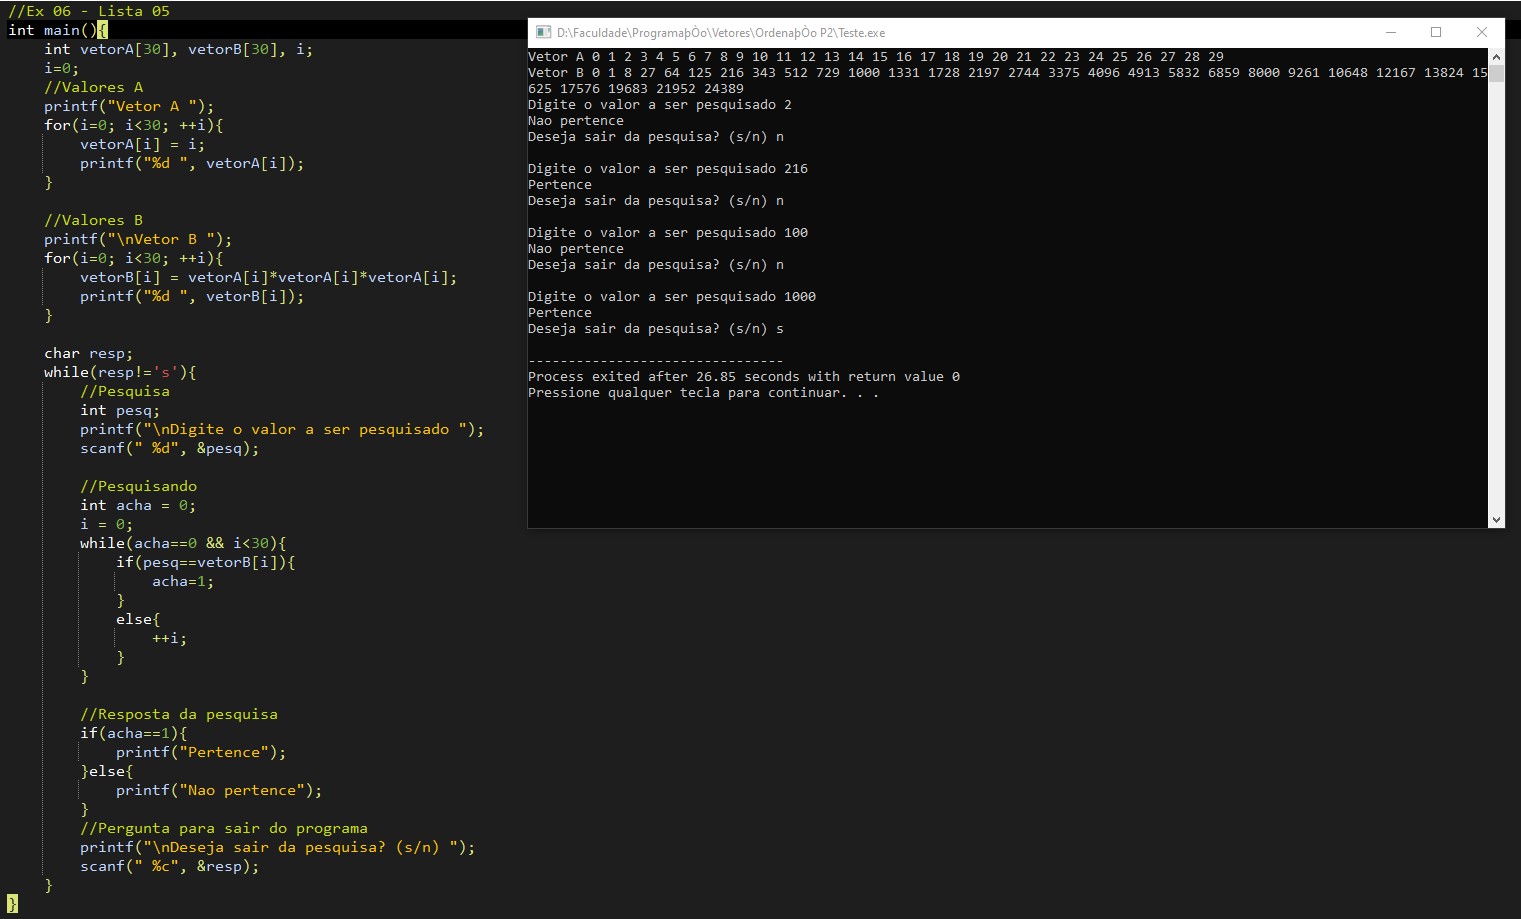 //Ex 06 - Lista 05
int main(){
    int vetorA[30], vetorB[30], i;
    i=0;
    //Valores A
    printf("Vetor A ");
    for(i=0; i<30; ++i){
        vetorA[i] = i;
        printf("%d ", vetorA[i]);
    }
    //Valores B
    printf("\nVetor B ");
    for(i=0; i<30; ++i){
        vetorB[i] = vetorA[i]*vetorA[i]*vetorA[i];
        printf("%d ", vetorB[i]);
    }
    char resp;
    while(resp!='s'){
        //Pesquisa
        int pesq;
        printf("\nDigite o valor a ser pesquisado ");
        scanf(" %d", &pesq);
        //Pesquisando
        int acha = 0;
        i = 0;
        while(acha==0 && i<30){
            if(pesq==vetorB[i]){
                acha=1;
            }
            else{
                ++i;
            }
        }
        //Resposta da pesquisa
        if(acha==1){
            printf("Pertence");
        }else{
            printf("Nao pertence");
        }
        //Pergunta para sair do programa
        printf("\nDeseja sair da pesquisa? (s/n) ");
        scanf(" %c", &resp);
    }
}
D:\Faculdade\ProgramaþÒo\Vetores\OrdenaþÒo P2\Teste.exe
Vetor A 0 1 2 3 4 5 6 7 8 9 10 11 12 13 14 15 16 17 18 19 20 21 22 23 24 25 26 27 28 29
Vetor B 0 1 8 27 64 125 216 343 512 729 1000 1331 1728 2197 2744 3375 4096 4913 5832 6859 8000 9261 10648 12167 13824 15
625 17576 19683 21952 24389
Digite o valor a ser pesquisado 2
Nao pertence
Deseja sair da pesquisa? (s/n) n
Digite o valor a ser pesquisado 216
Pertence
Deseja sair da pesquisa? (s/n) n
Digite o valor a ser pesquisado 100
Nao pertence
Deseja sair da pesquisa? (s/n) n
Digite o valor a ser pesquisado 1000
Pertence
Deseja sair da pesquisa? (s/n) s
--------------------------------
Process exited after 26.85 seconds with return value 0
Pressione qualquer tecla para continuar. . .